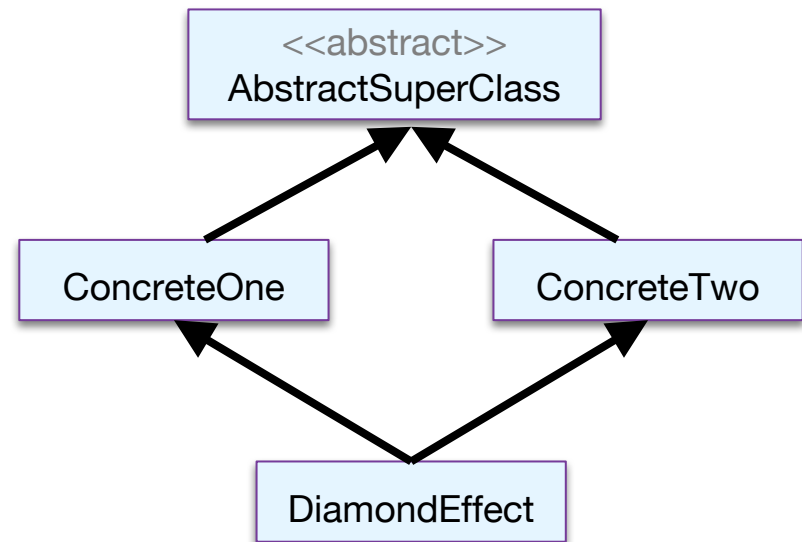 <<abstract>>
AbstractSuperClass
ConcreteOne
ConcreteTwo
DiamondEffect